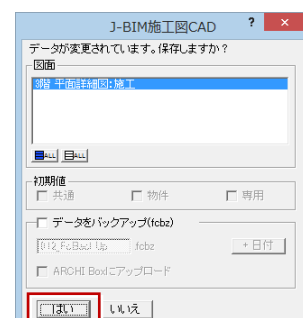 J-BIM施工図CAD ? ×
データが変更されています。保存しますか？
図面
3階 平面詳細図:施工
ALL ALL
初期値
共通 物件 専用
データをバックアップ(fcbz)
.fcbz +日付
ARCHI Boxにアップロード
はい いいえ